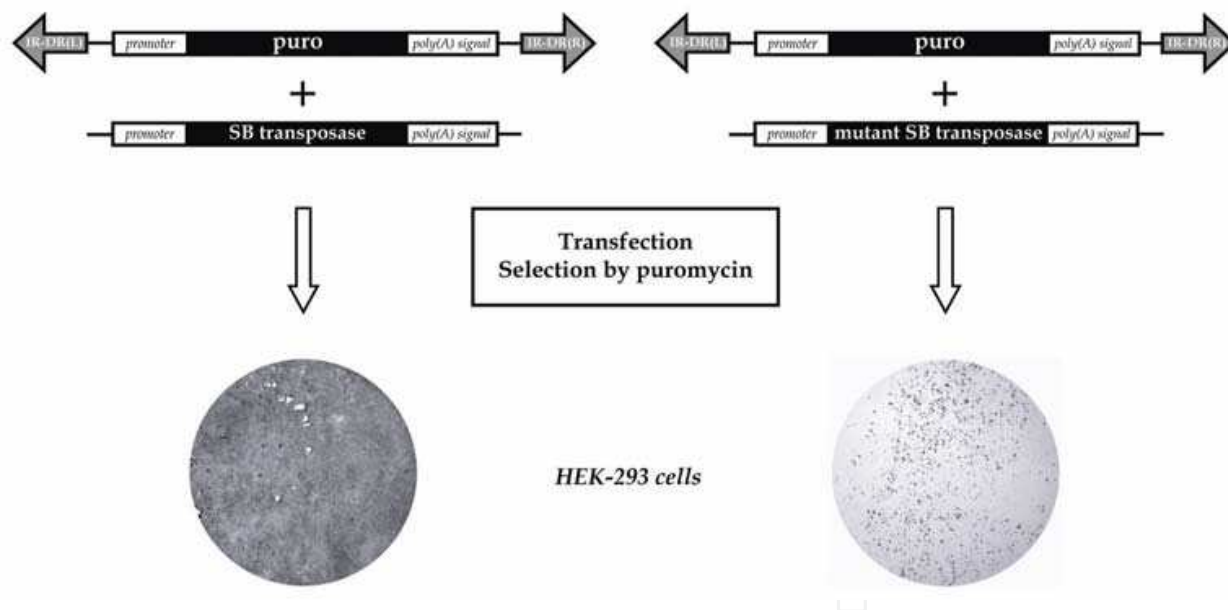 IR-DR(L) promoter puro poly(A) signal IR-DR(R)
IR-DR(L) promoter puro poly(A) signal IR-DR(R)
+
+
promoter SB transposase poly(A) signal
promoter mutant SB transposase poly(A) signal
Transfection
Selection by puromycin
HEK-293 cells